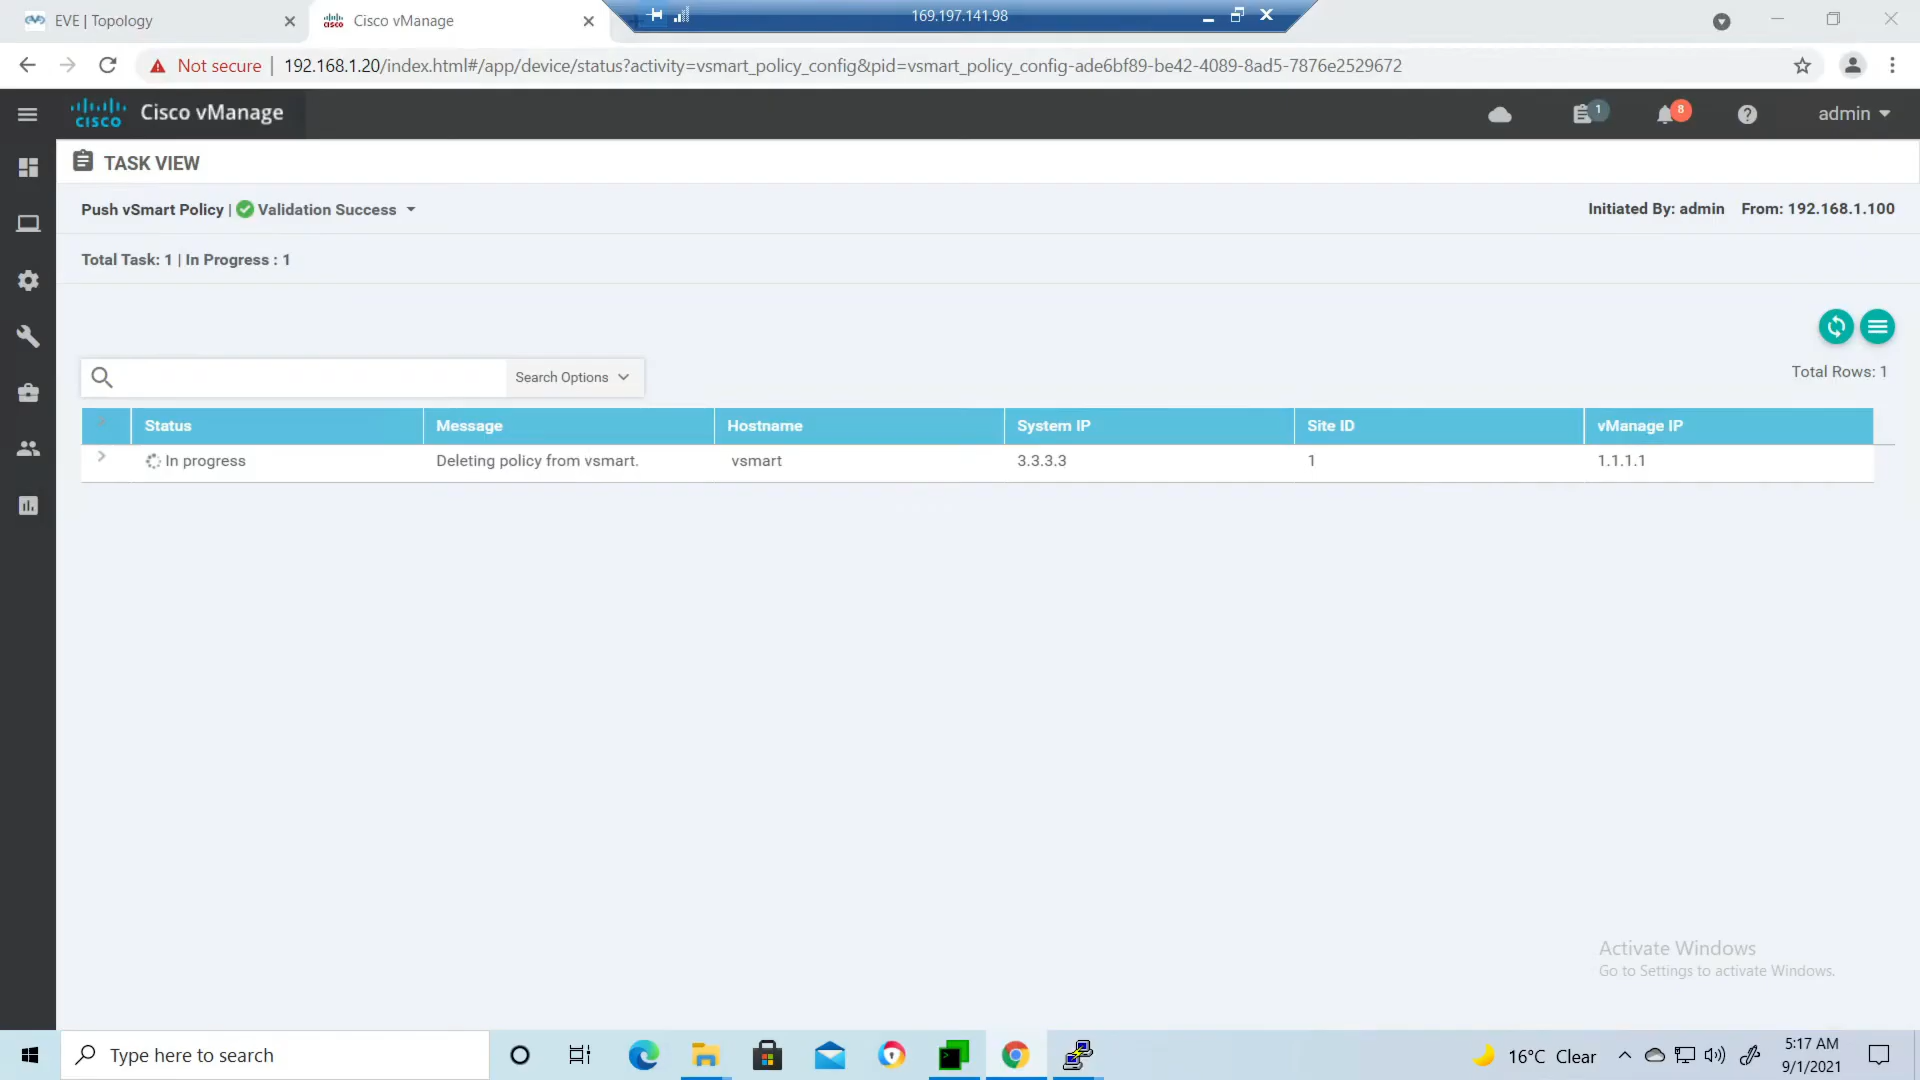 EVE | Topology
Cisco vManage
169.197.141.98
Not secure | 192.168.1.20/index.html#/app/device/status?activity=vsmart_policy_config&pid=vsmart_policy_config-ade6bf89-be42-4089-8ad5-7876e2529672
CISCO Cisco vManage
1
8
admin
TASK VIEW
Push vSmart Policy | Validation Success
Initiated By: admin From: 192.168.1.100
Total Task: 1 | In Progress : 1
Search Options
Total Rows: 1
Status Message Hostname System IP Site ID vManage IP
In progress Deleting policy from vsmart. vsmart 3.3.3.3 1 1.1.1.1
Activate Windows
Go to Settings to activate Windows.
Type here to search
16°C Clear
5:17 AM
9/1/2021